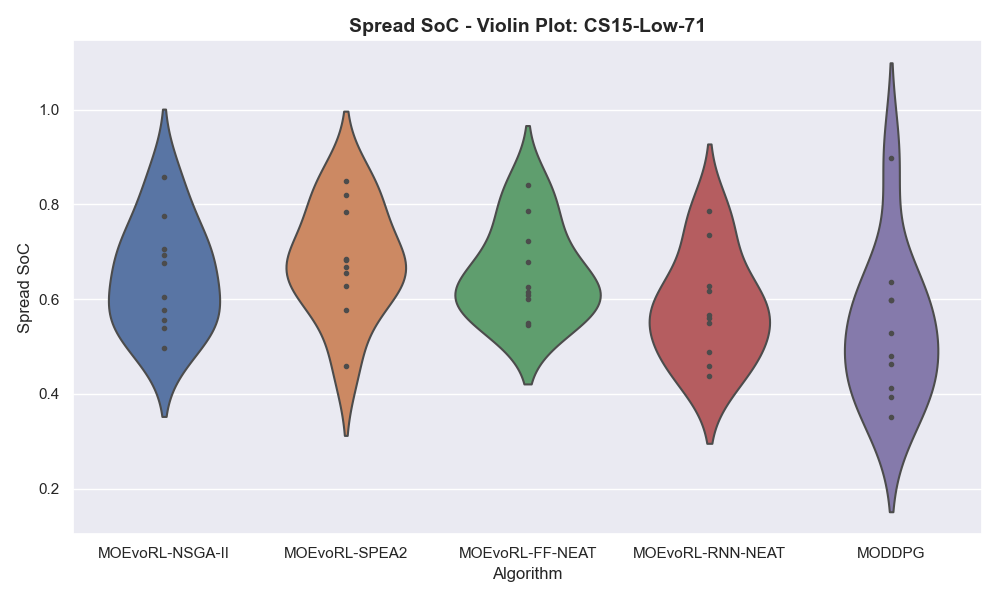 Spread SoC - Violin Plot: CS15-Low-71
Spread SoC
1.0
0.8
0.6
0.4
0.2
MOEvoRL-NSGA-II
MOEvoRL-SPEA2
MOEvoRL-FF-NEAT
MOEvoRL-RNN-NEAT
MODDPG
Algorithm